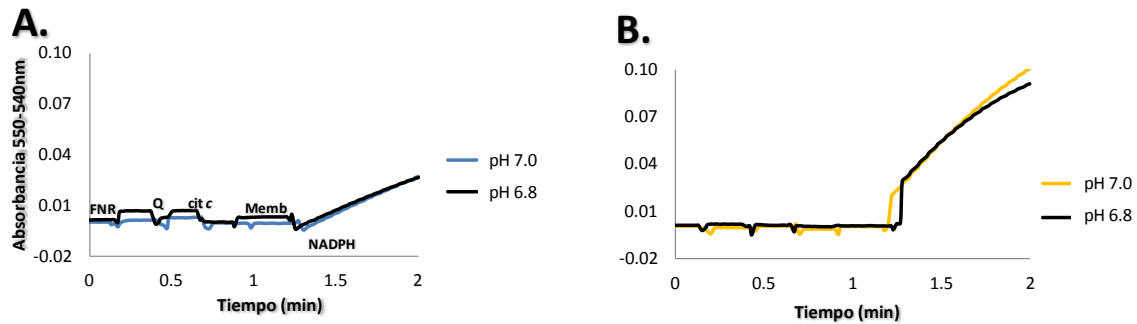 A.
Absorbancia 550-540nm
0.10
0.07
0.04
0.01
-0.02
FNR
Q
cit c
Memb
NADPH
0
0.5
1
1.5
2
Tiempo (min)
pH 7.0
pH 6.8
B.
0.10
0.07
0.04
0.01
-0.02
0
0.5
1
1.5
2
Tiempo (min)
pH 7.0
pH 6.8